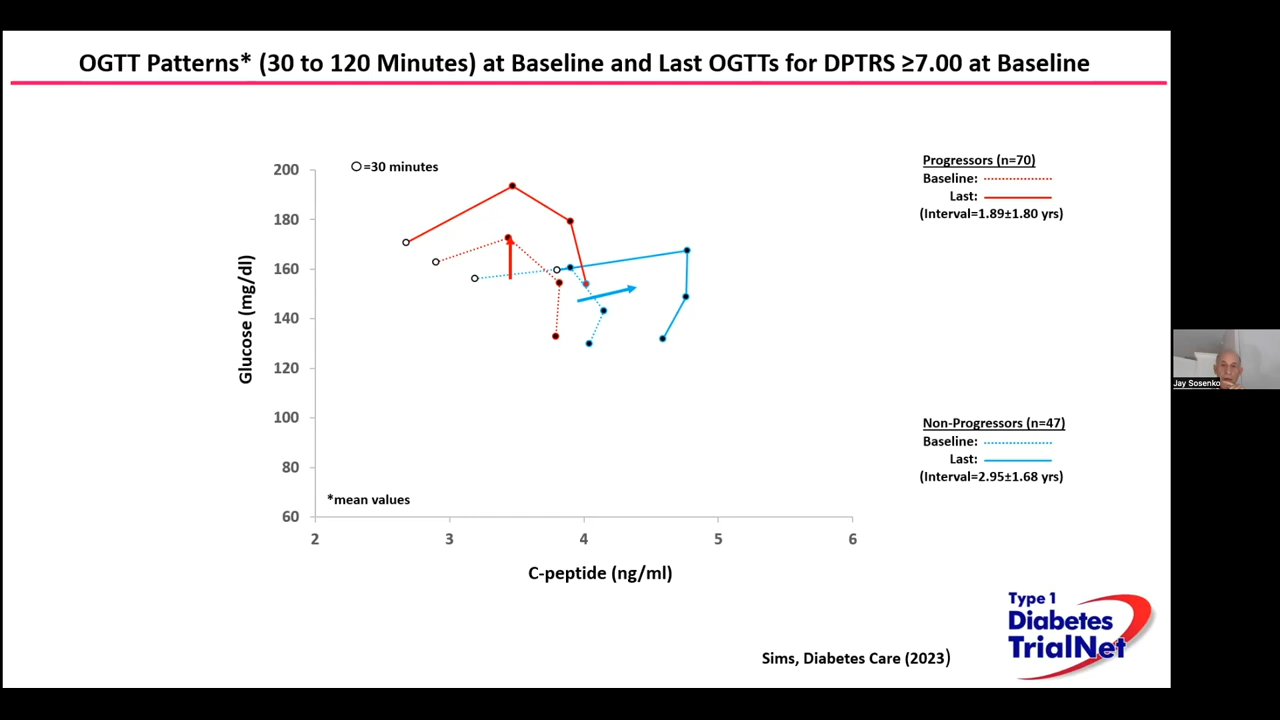 OGTT Patterns* (30 to 120 Minutes) at Baseline and Last OGTTs for DPTRS ≥7.00 at Baseline
=30 minutes
200
180
160
140
120
100
80
60
Glucose (mg/dl)
*mean values
2
3
4
5
6
C-peptide (ng/ml)
Progressors (n=70)
Baseline:
Last:
(Interval=1.89±1.80 yrs)
Non-Progressors (n=47)
Baseline:
Last:
(Interval=2.95±1.68 yrs)
Jay Sosenko
Type 1
Diabetes
TrialNet
Sims, Diabetes Care (2023)